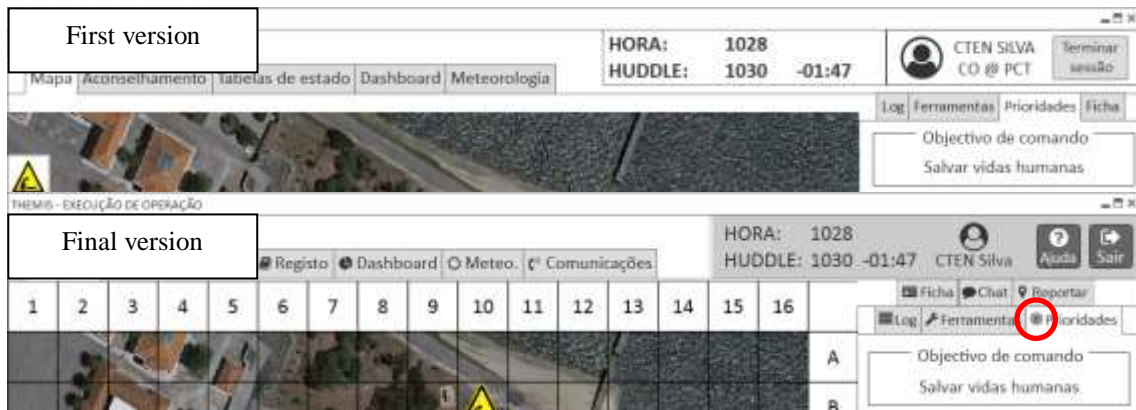 First version
HORA: 1028
HUDDLE: 1030 -01:47
CTEN SILVA
CO @ PCT
Terminar
sessão
Mapa Aconselhamento Tabelas de estado Dashboard Meteorologia
Log Ferramentas Prioridades Ficha
Objectivo de comando
Salvar vidas humanas
THEMIS - EXECUÇÃO DE OPERAÇÃO
Final version
Registo Dashboard Meteo. Comunicações
HORA: 1028
HUDDLE: 1030 -01:47
CTEN Silva
Ajuda
Sair
Ficha Chat Reportar
Log Ferramentas Prioridades
1 2 3 4 5 6 7 8 9 10 11 12 13 14 15 16
A
B
Objectivo de comando
Salvar vidas humanas